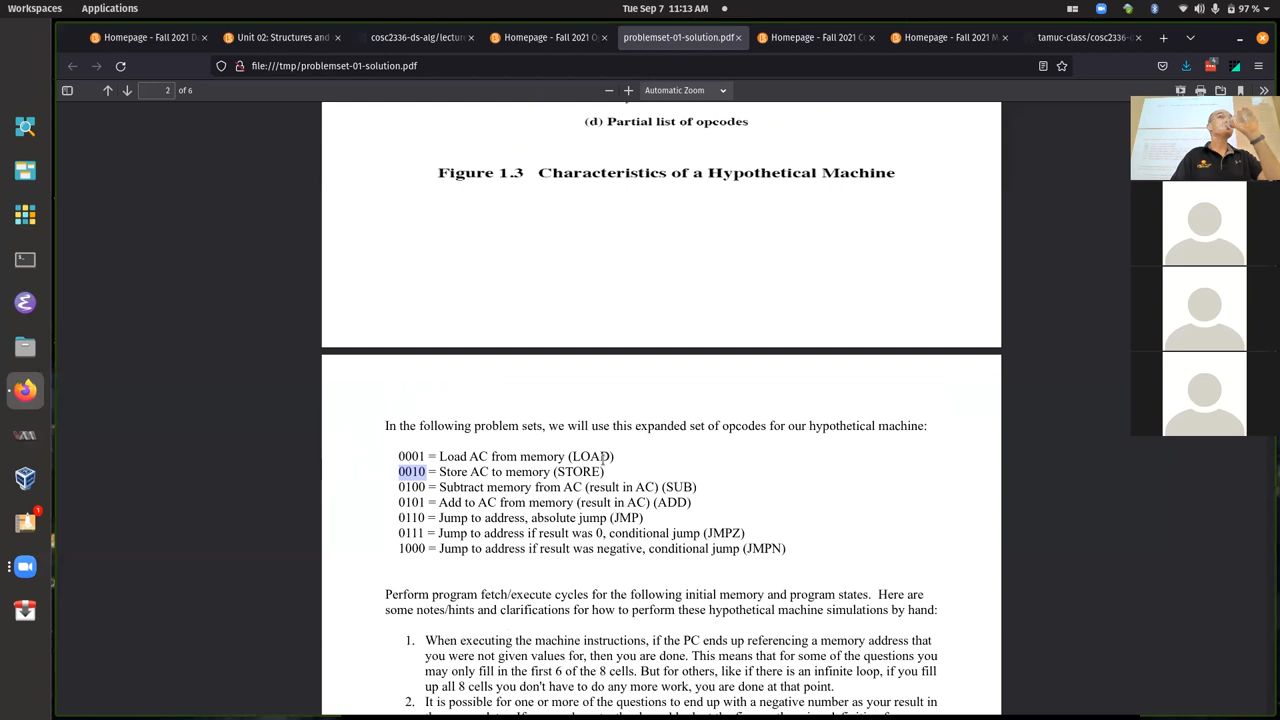 Workspaces Applications Tue Sep 7 11:13 AM 97 %
Homepage - Fall 2021 D Unit 02: Structures and cosc2336-ds-alg/lecture Homepage - Fall 2021 O problemset-01-solution.pdf Homepage - Fall 2021 C Homepage - Fall 2021 M tamuc-class/cosc2336-d
file:///tmp/problemset-01-solution.pdf
2 of 6 Automatic Zoom
(d) Partial list of opcodes
Figure 1.3 Characteristics of a Hypothetical Machine
In the following problem sets, we will use this expanded set of opcodes for our hypothetical machine:
0001 = Load AC from memory (LOAD)
0010 = Store AC to memory (STORE)
0100 = Subtract memory from AC (result in AC) (SUB)
0101 = Add to AC from memory (result in AC) (ADD)
0110 = Jump to address, absolute jump (JMP)
0111 = Jump to address if result was 0, conditional jump (JMPZ)
1000 = Jump to address if result was negative, conditional jump (JMPN)
Perform program fetch/execute cycles for the following initial memory and program states. Here are
some notes/hints and clarifications for how to perform these hypothetical machine simulations by hand:
1. When executing the machine instructions, if the PC ends up referencing a memory address that
you were not given values for, then you are done. This means that for some of the questions you
may only fill in the first 6 of the 8 cells. But for others, like if there is an infinite loop, if you fill
up all 8 cells you don't have to do any more work, you are done at that point.
2. It is possible for one or more of the questions to end up with a negative number as your result in